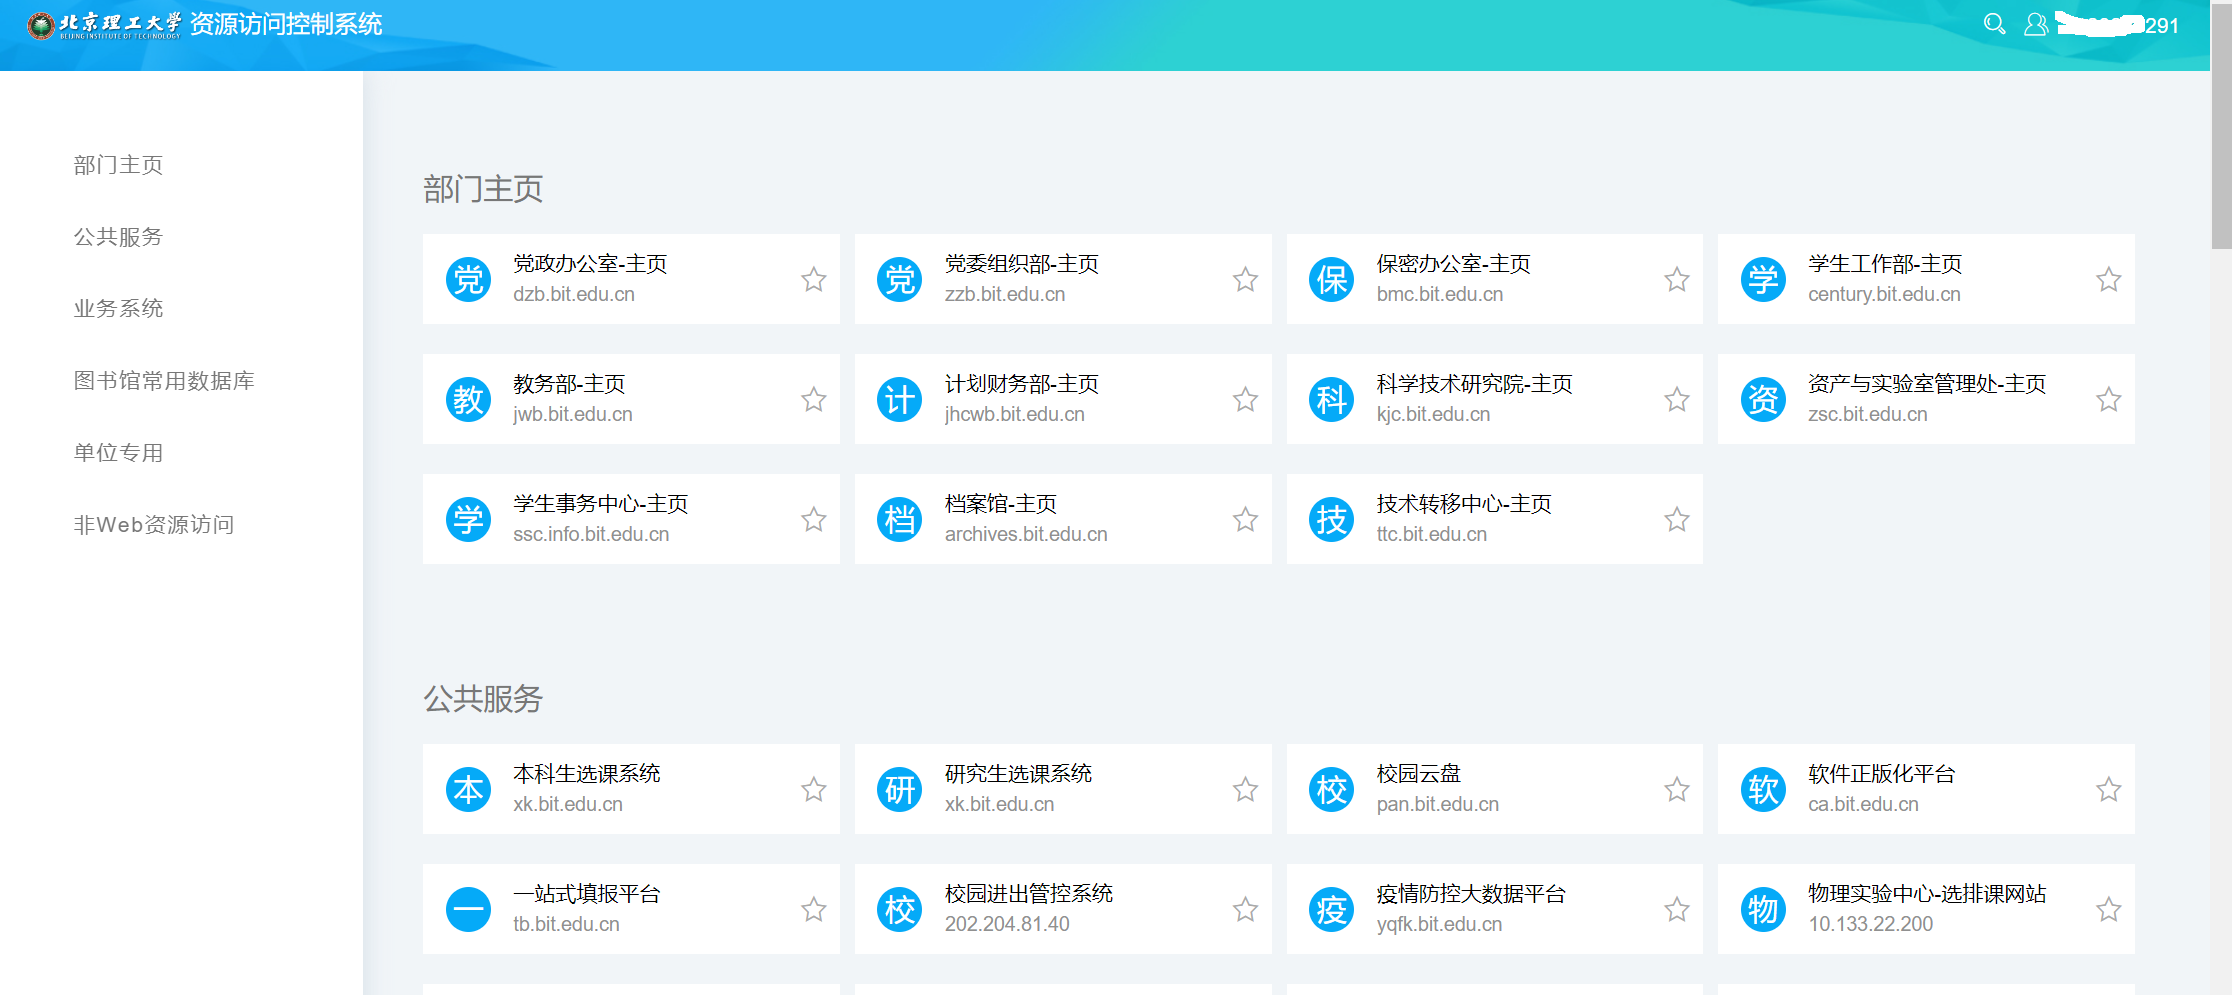 北京理工大学 资源访问控制系统
BEIJING INSTITUTE OF TECHNOLOGY
291
部门主页
公共服务
业务系统
图书馆常用数据库
单位专用
非Web资源访问
部门主页
党 党政办公室-主页
dzb.bit.edu.cn
党 党委组织部-主页
zzb.bit.edu.cn
保 保密办公室-主页
bmc.bit.edu.cn
学 学生工作部-主页
century.bit.edu.cn
教 教务部-主页
jwb.bit.edu.cn
计 计划财务部-主页
jhcwb.bit.edu.cn
科 科学技术研究院-主页
kjc.bit.edu.cn
资 资产与实验室管理处-主页
zsc.bit.edu.cn
学 学生事务中心-主页
ssc.info.bit.edu.cn
档 档案馆-主页
archives.bit.edu.cn
技 技术转移中心-主页
ttc.bit.edu.cn
公共服务
本 本科生选课系统
xk.bit.edu.cn
研 研究生选课系统
xk.bit.edu.cn
校 校园云盘
pan.bit.edu.cn
软 软件正版化平台
ca.bit.edu.cn
一 一站式填报平台
tb.bit.edu.cn
校 校园进出管控系统
202.204.81.40
疫 疫情防控大数据平台
yqfk.bit.edu.cn
物 物理实验中心-选排课网站
10.133.22.200